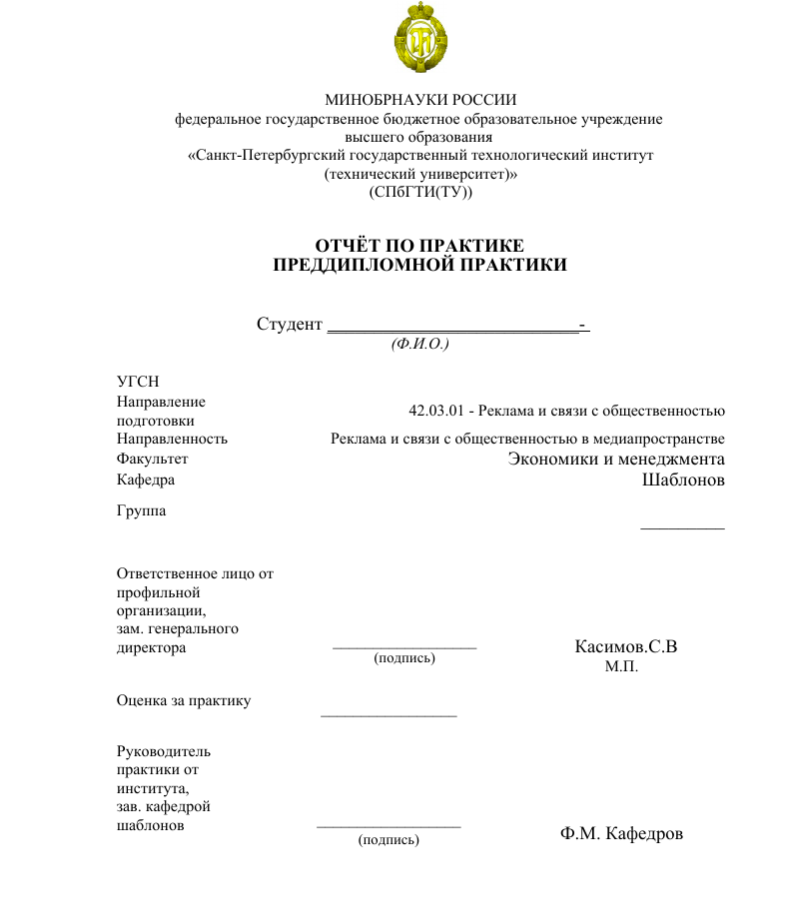 МИНОБРНАУКИ РОССИИ
федеральное государственное бюджетное образовательное учреждение
высшего образования
«Санкт-Петербургский государственный технологический институт
(технический университет)»
(СПбГТИ(ТУ))
ОТЧЁТ ПО ПРАКТИКЕ
ПРЕДДИПЛОМНОЙ ПРАКТИКИ
Студент ____________________________-_
(Ф.И.О.)
УГСН
Направление
подготовки
42.03.01 - Реклама и связи с общественностью
Направленность Реклама и связи с общественностью в медиапространстве
Факультет Экономики и менеджмента
Кафедра Шаблонов
Группа __________
Ответственное лицо от
профильной
организации,
зам. генерального
директора _________________ Касимов.С.В
(подпись) М.П.
Оценка за практику ________________
Руководитель
практики от
института,
зав. кафедрой
шаблонов _________________ Ф.М. Кафедров
(подпись)